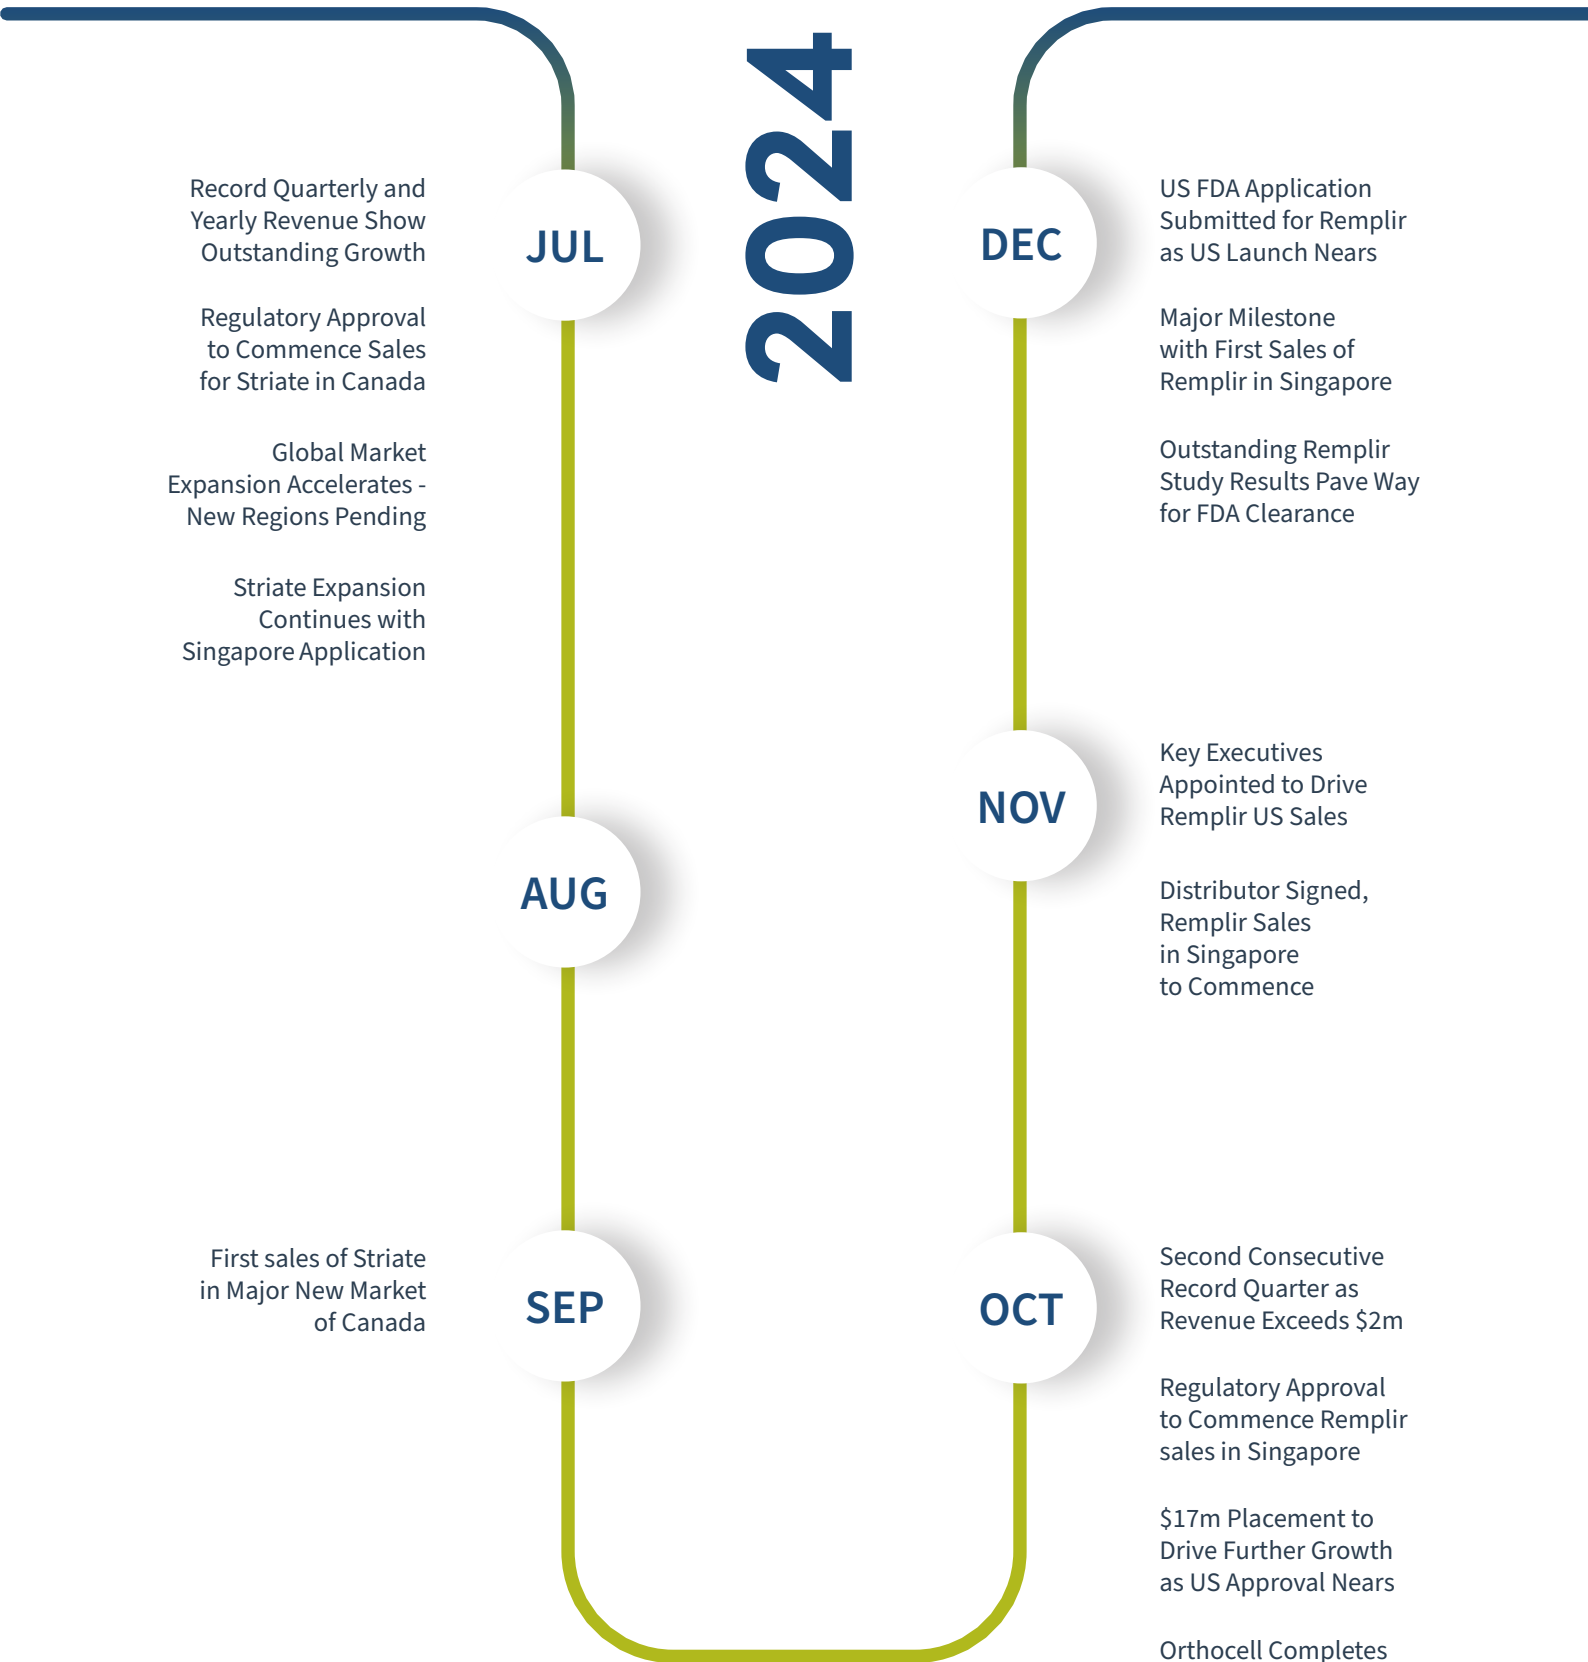 2024
JUL
Record Quarterly and
Yearly Revenue Show
Outstanding Growth
Regulatory Approval
to Commence Sales
for Striate in Canada
Global Market
Expansion Accelerates -
New Regions Pending
Striate Expansion
Continues with
Singapore Application
AUG
SEP
First sales of Striate
in Major New Market
of Canada
OCT
Second Consecutive
Record Quarter as
Revenue Exceeds $2m
Regulatory Approval
to Commence Remplir
sales in Singapore
$17m Placement to
Drive Further Growth
as US Approval Nears
Orthocell Completes
NOV
Key Executives
Appointed to Drive
Remplir US Sales
Distributor Signed,
Remplir Sales
in Singapore
to Commence
DEC
US FDA Application
Submitted for Remplir
as US Launch Nears
Major Milestone
with First Sales of
Remplir in Singapore
Outstanding Remplir
Study Results Pave Way
for FDA Clearance